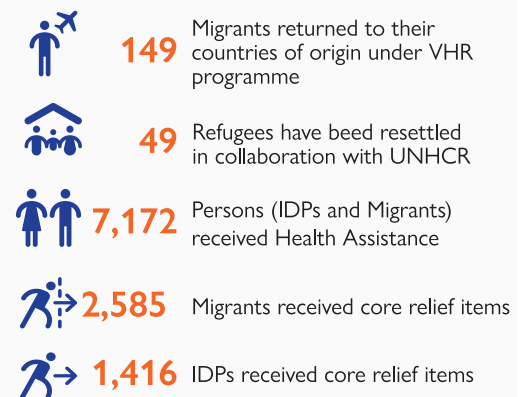 149 Migrants returned to their
countries of origin under VHR
programme
49 Refugees have beed resettled
in collaboration with UNHCR
7,172 Persons (IDPs and Migrants)
received Health Assistance
2,585 Migrants received core relief items
1,416 IDPs received core relief items